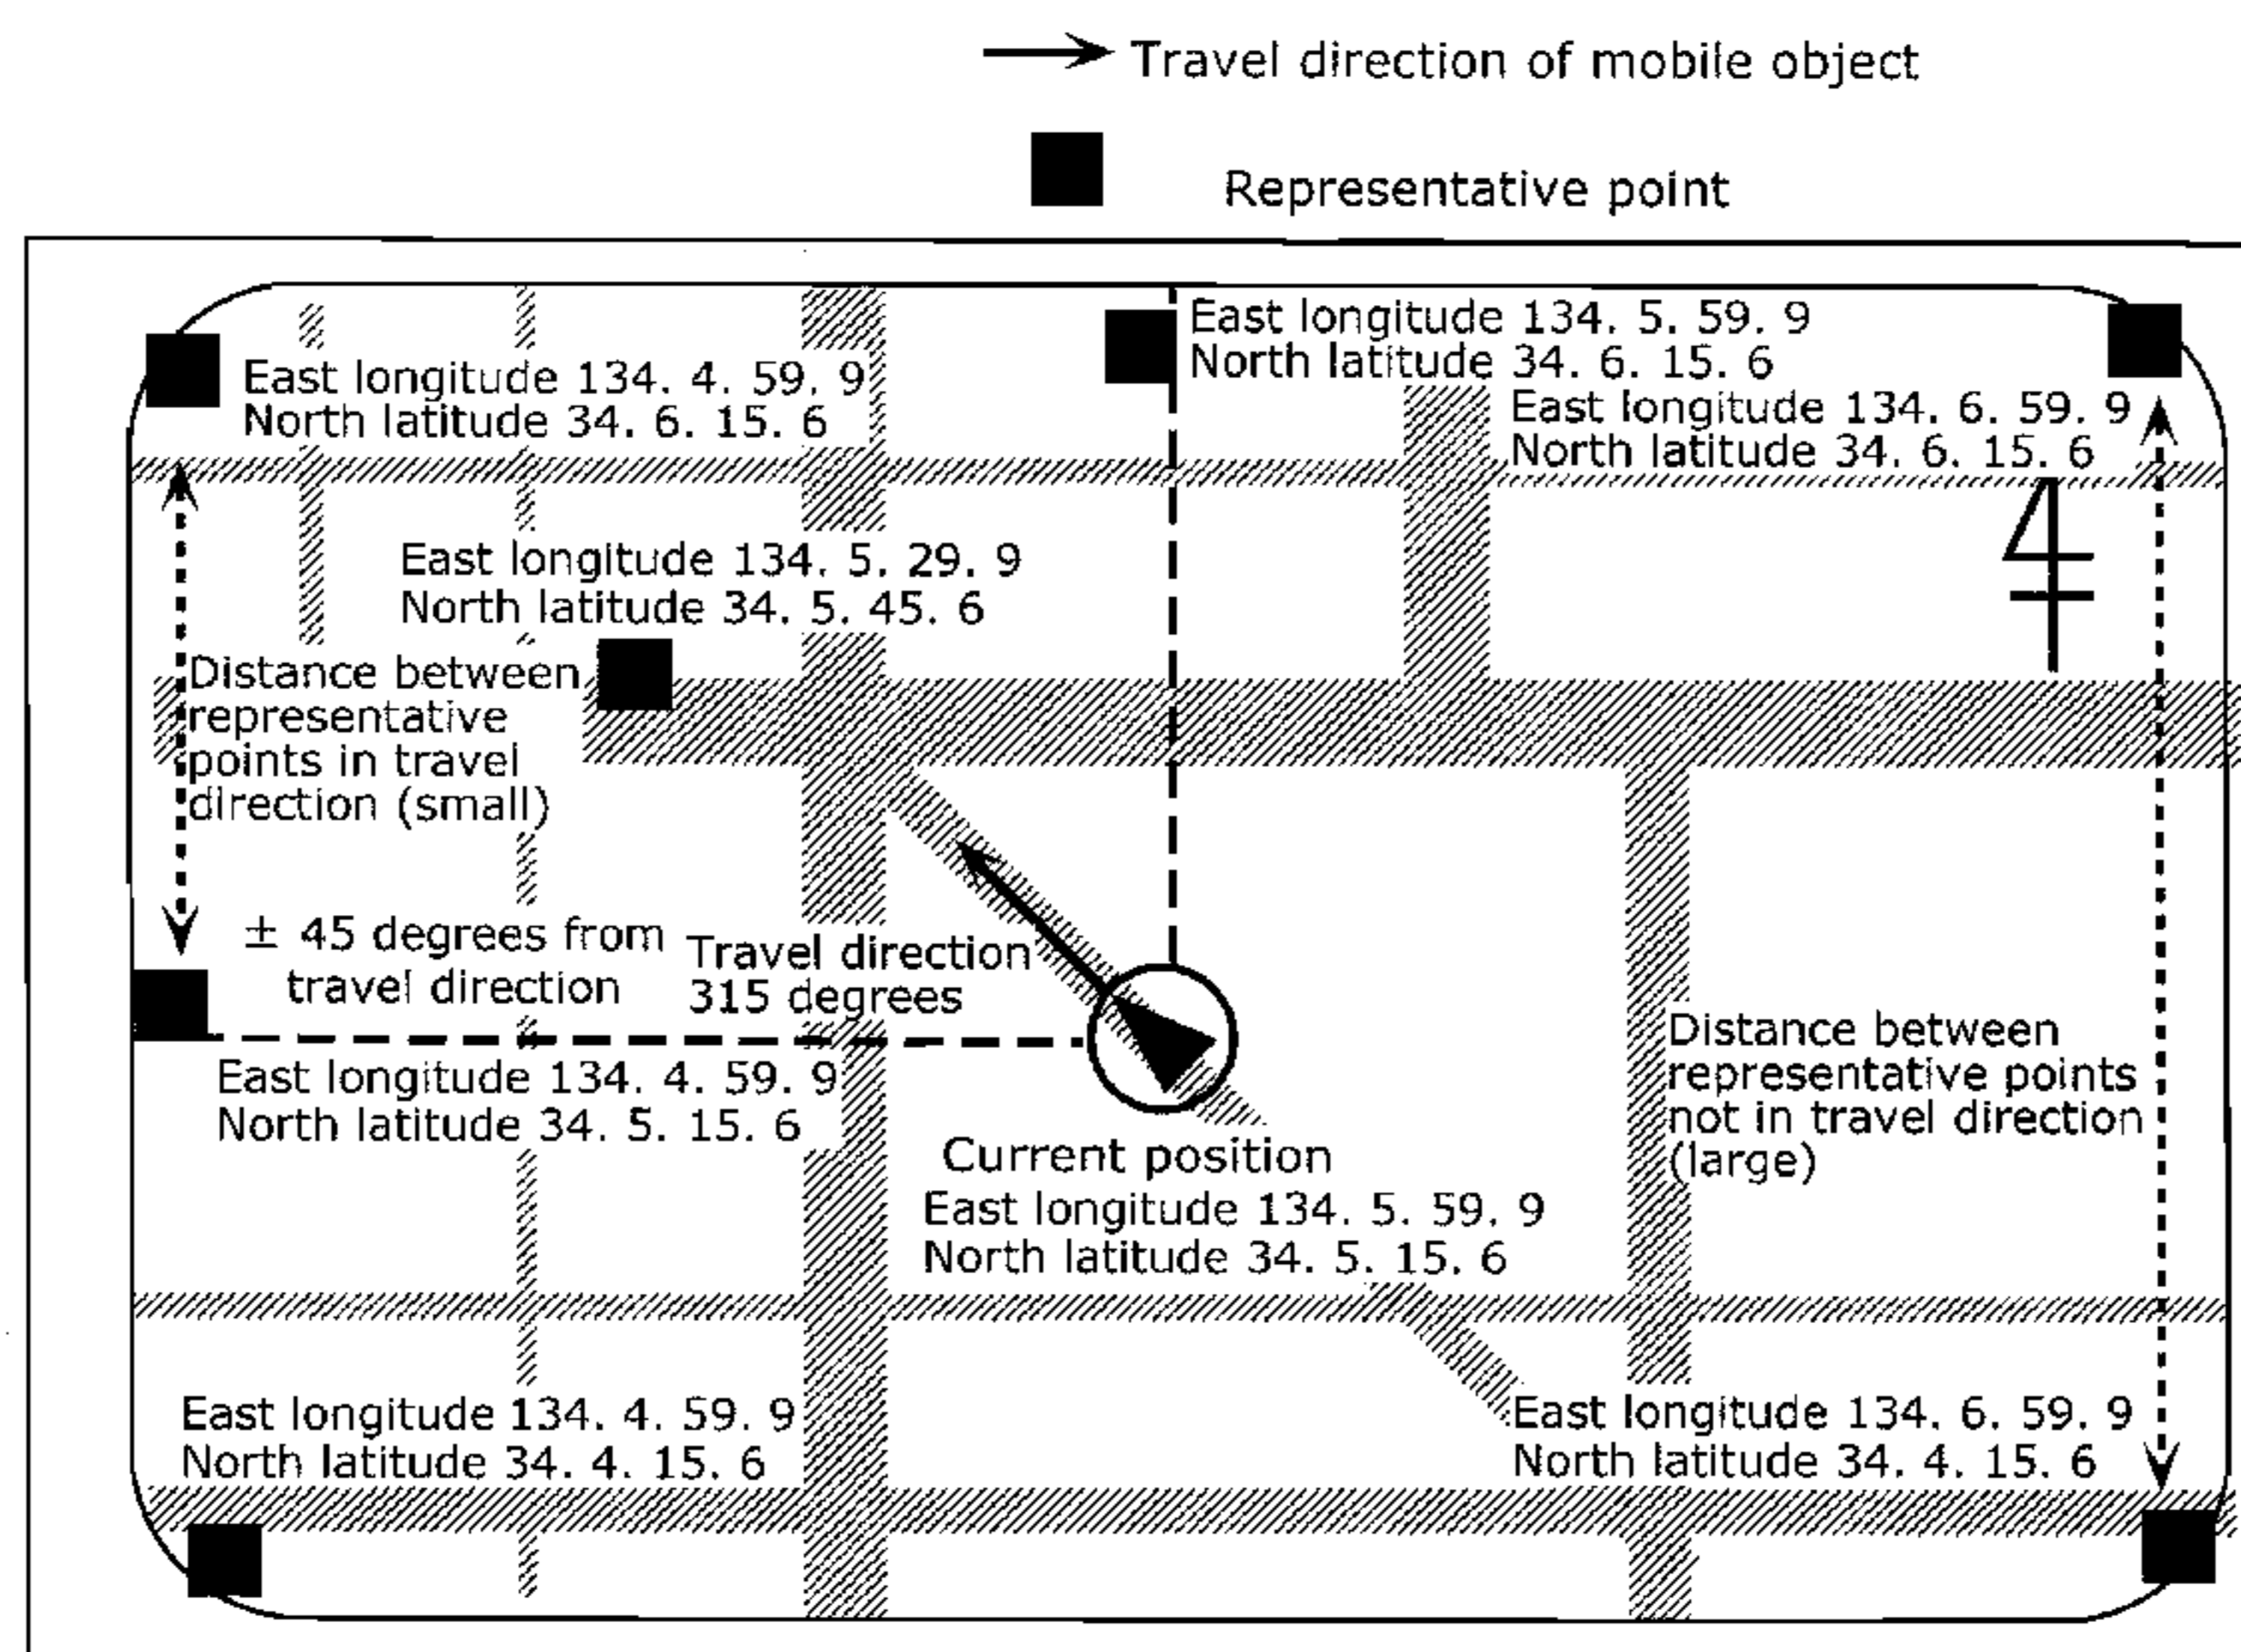 Travel direction of mobile object
Representative point
East longitude 134. 5. 59. 9
North latitude 34. 6. 15. 6
East longitude 134. 4. 59. 9
North latitude 34. 6. 15. 6
East longitude 134. 6. 59. 9
North latitude 34. 6. 15. 6
East longitude 134. 5. 29. 9
North latitude 34. 5. 45. 6
Distance between
representative
points in travel
direction (small)
± 45 degrees from
travel direction
Travel direction
315 degrees
East longitude 134. 4. 59. 9
North latitude 34. 5. 15. 6
Distance between
representative points
not in travel direction
(large)
Current position
East longitude 134. 5. 59. 9
North latitude 34. 5. 15. 6
East longitude 134. 4. 59. 9
North latitude 34. 4. 15. 6
East longitude 134. 6. 59. 9
North latitude 34. 4. 15. 6